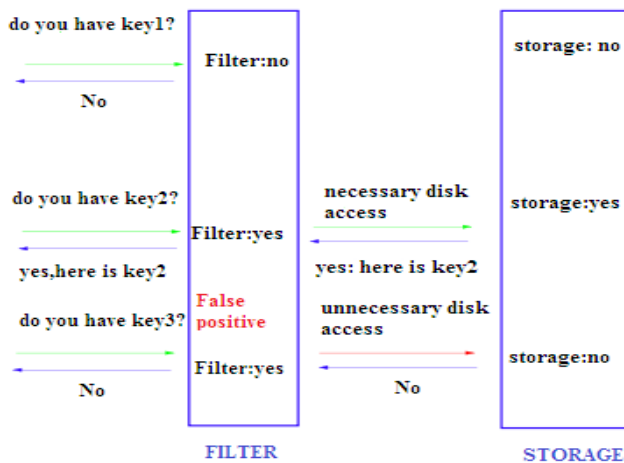 do you have key1?
Filter:no
storage: no
No
do you have key2?
necessary disk
access
Filter:yes
storage:yes
yes,here is key2
yes: here is key2
False
positive
do you have key3?
unnecessary disk
access
Filter:yes
storage:no
No
No
FILTER
STORAGE